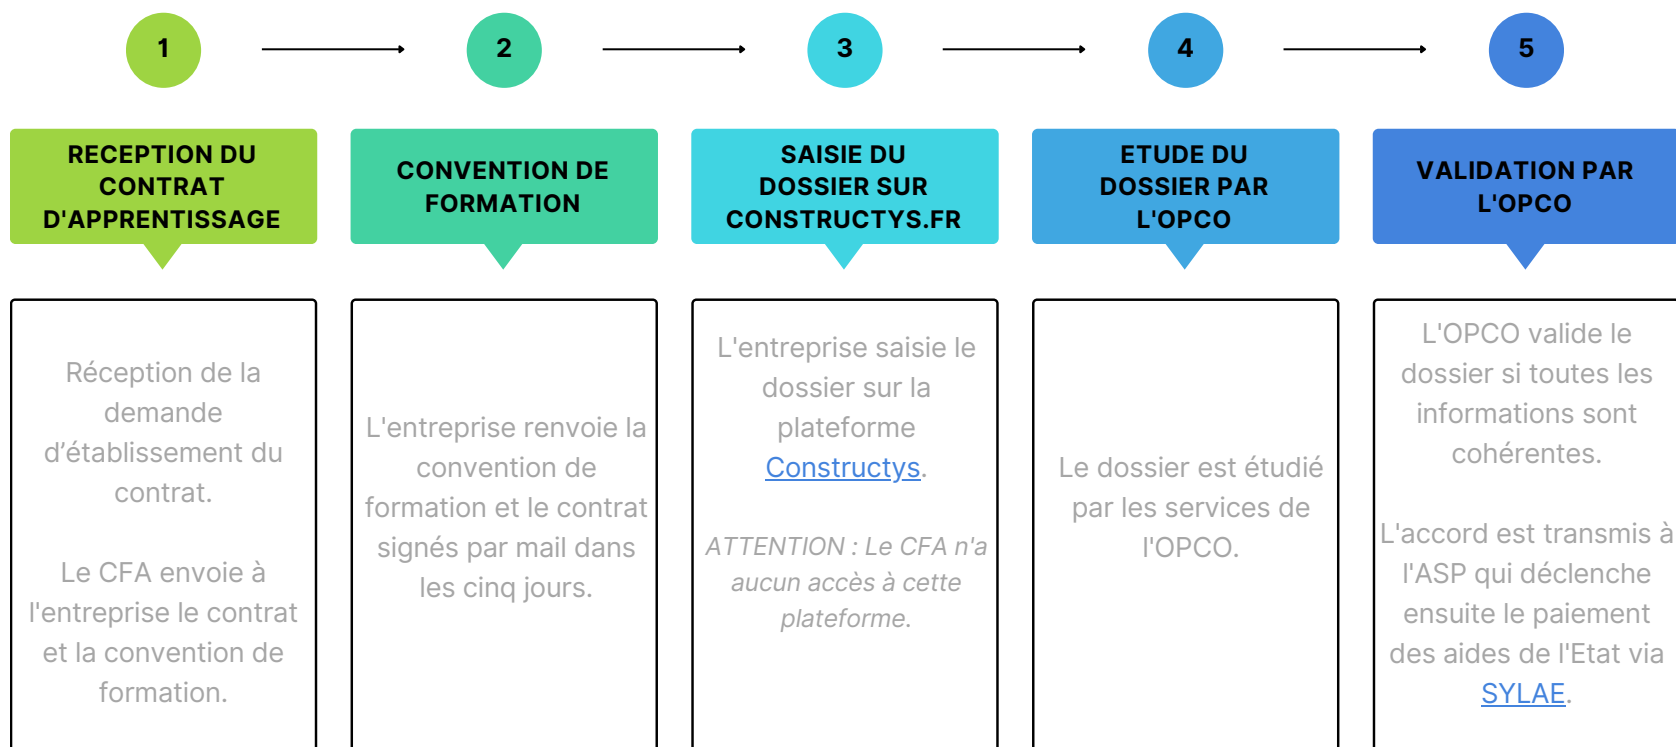 1
2
3
4
5
RECEPTION DU
CONTRAT
D'APPRENTISSAGE
CONVENTION DE
FORMATION
SAISIE DU
DOSSIER SUR
CONSTRUCTYS.FR
ETUDE DU
DOSSIER PAR
L'OPCO
VALIDATION PAR
L'OPCO
Réception de la
demande
d’établissement du
contrat.
Le CFA envoie à
l'entreprise le contrat
et la convention de
formation.
L'entreprise renvoie la
convention de
formation et le contrat
signés par mail dans
les cinq jours.
L'entreprise saisie le
dossier sur la
plateforme
Constructys.
ATTENTION : Le CFA n'a
aucun accès à cette
plateforme.
Le dossier est étudié
par les services de
l'OPCO.
L'OPCO valide le
dossier si toutes les
informations sont
cohérentes.
L'accord est transmis à
l'ASP qui déclenche
ensuite le paiement
des aides de l'Etat via
SYLAE.